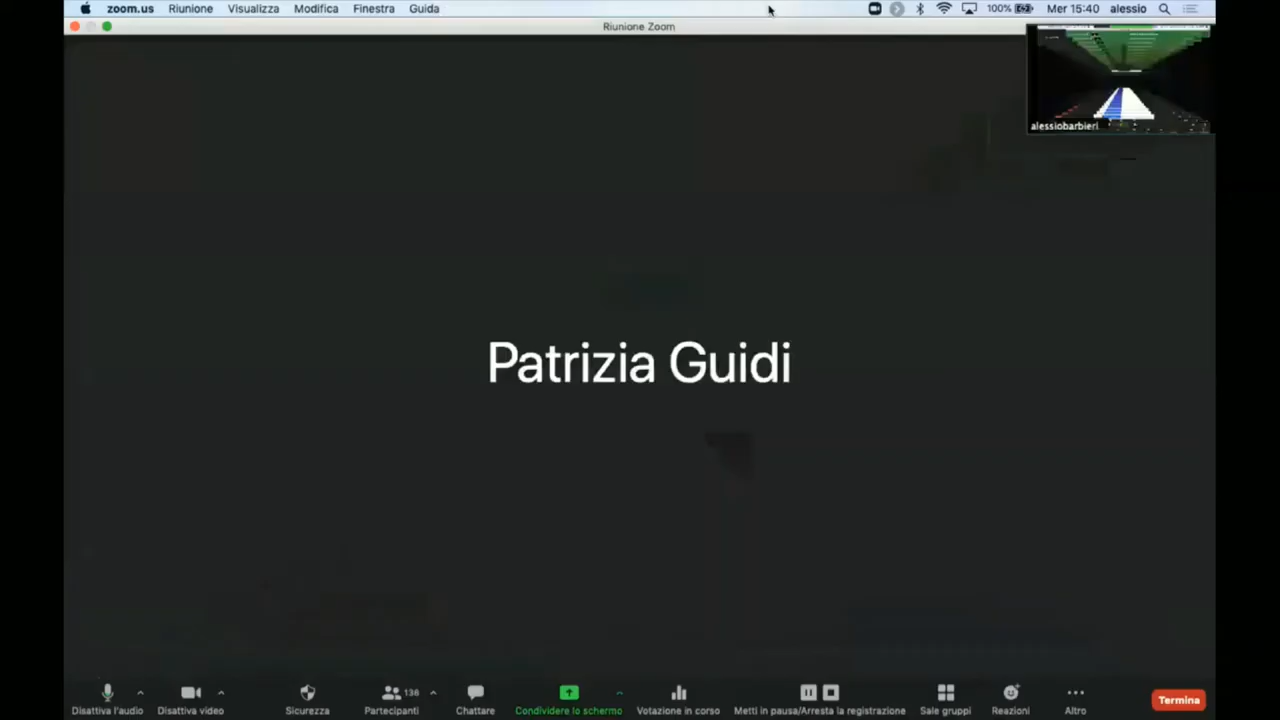 zoom.us Riunione Visualizza Modifica Finestra Guida 100% Mer 15:40 alessio
Riunione Zoom
alessiobarbieri
Patrizia Guidi
138
Disattiva l'audio Disattiva video Sicurezza Partecipanti Chattare Condividere lo schermo Votazione in corso Metti in pausa/Arresta la registrazione Sale gruppi Reazioni Altro Termina